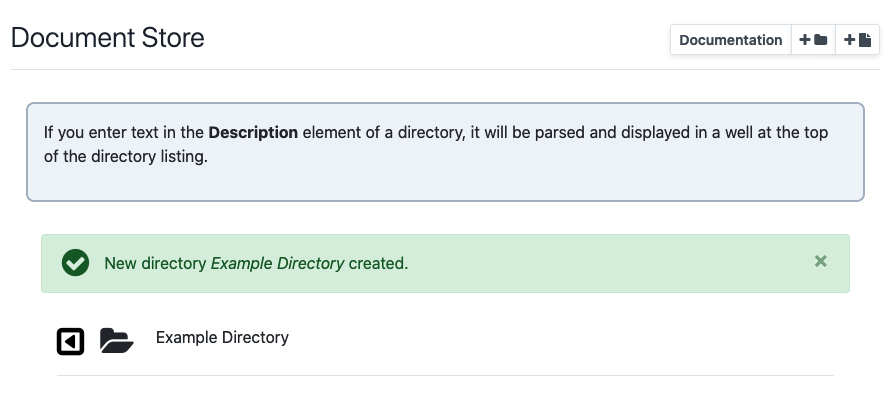 Document Store
Documentation
If you enter text in the Description element of a directory, it will be parsed and displayed in a well at the top
of the directory listing.
New directory Example Directory created.
Example Directory